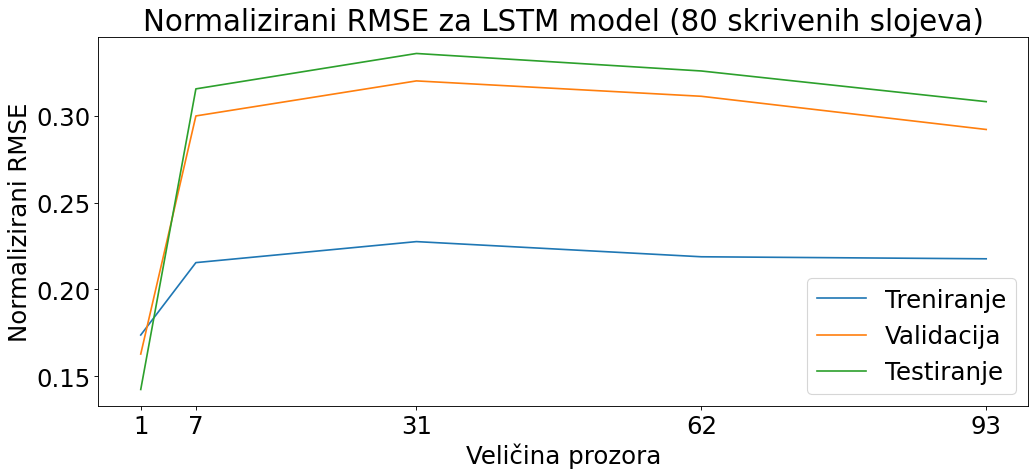 Normalizirani RMSE za LSTM model (80 skrivenih slojeva)
Normalizirani RMSE
0.30
0.25
0.20
0.15
Treniranje
Validacija
Testiranje
1 7 31 62 93
Veličina prozora